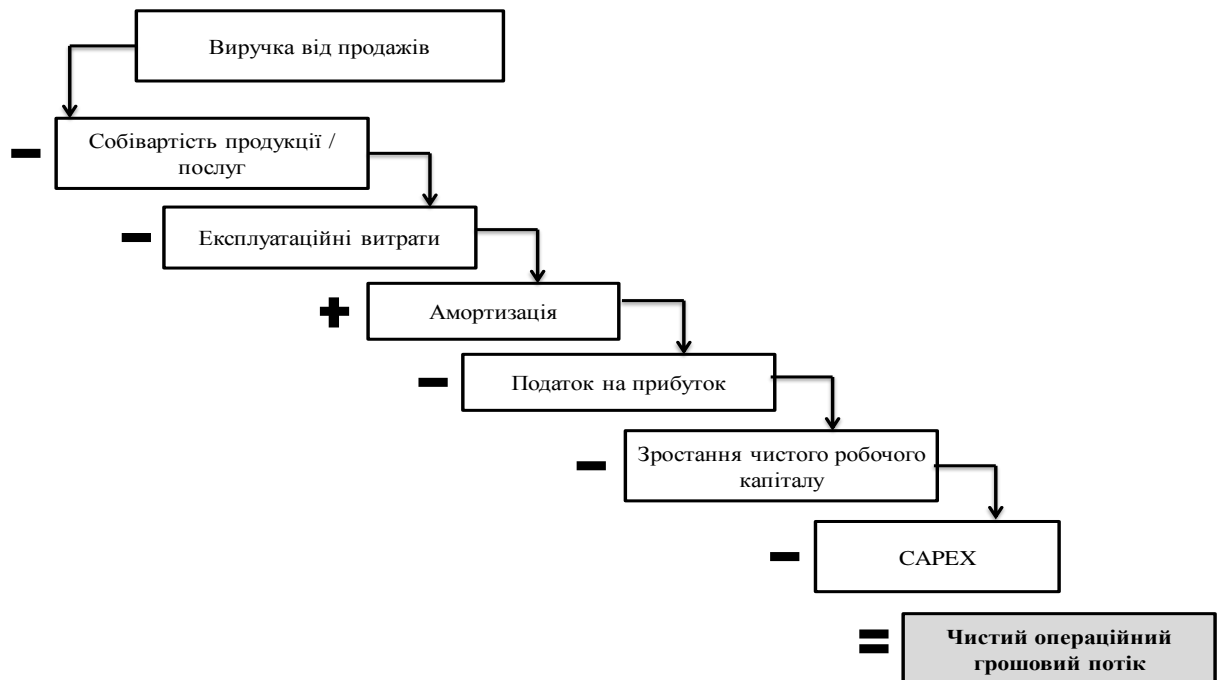 Виручка від продажів
– Собівартість продукції /
послуг
– Експлуатаційні витрати
+ Амортизація
– Податок на прибуток
– Зростання чистого робочого
капіталу
– CAPEX
= Чистий операційний
грошовий потік